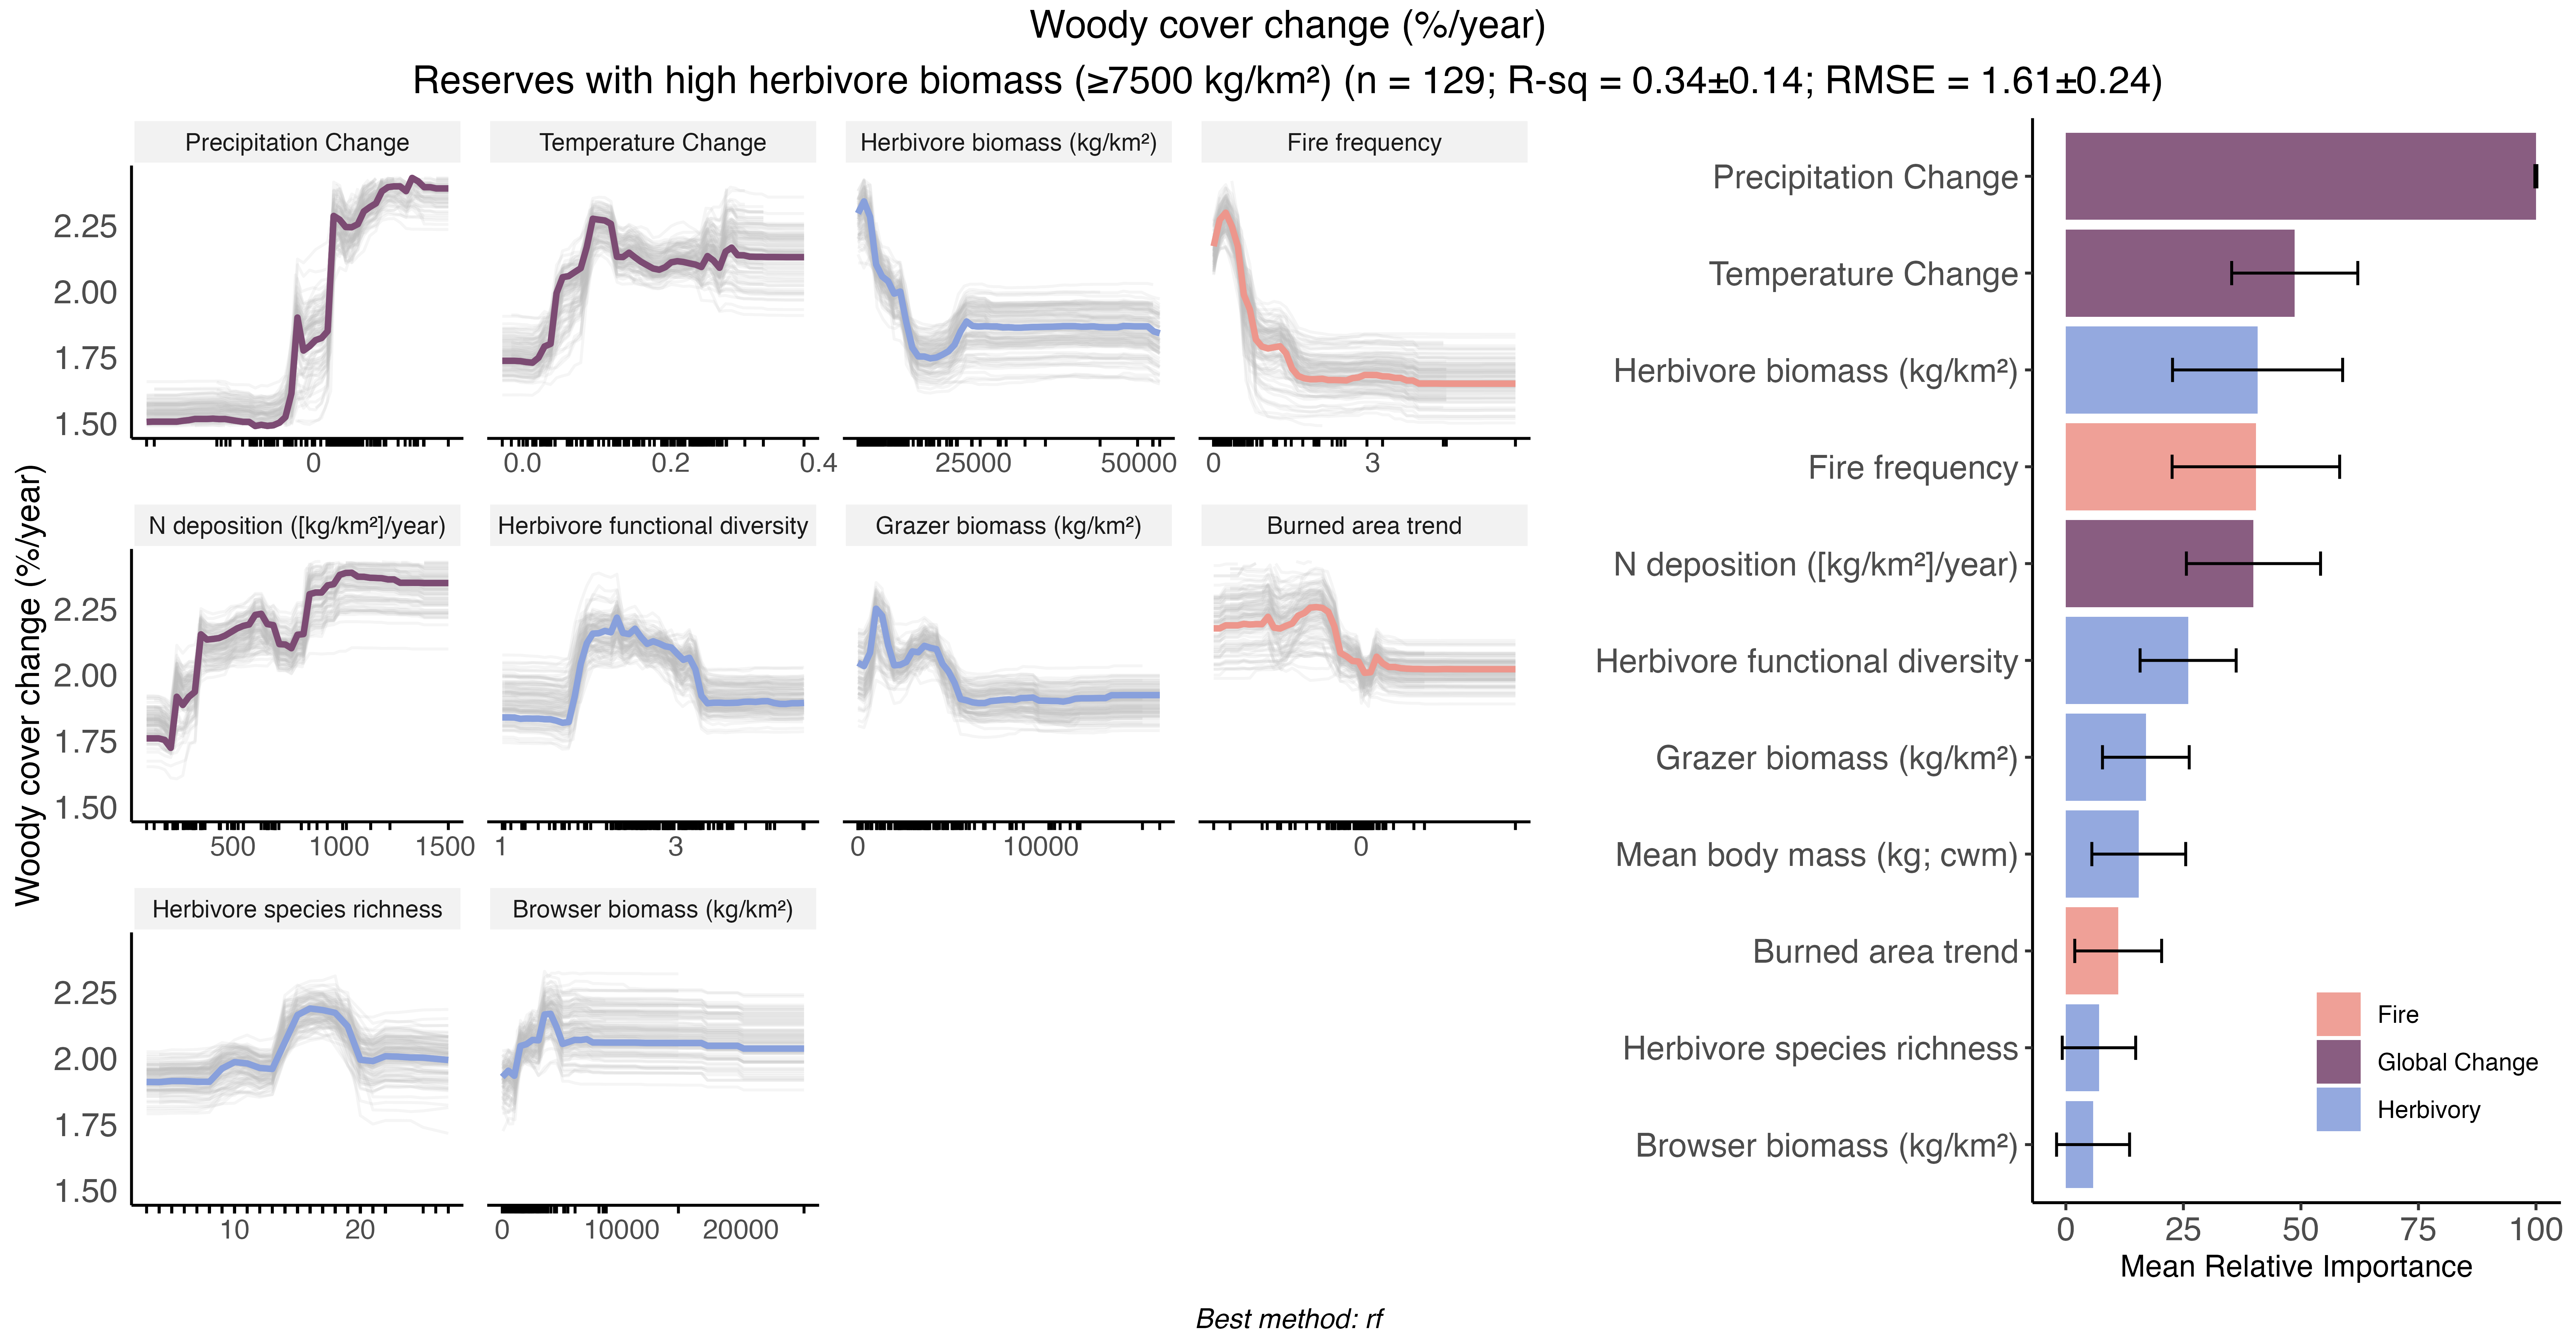 Woody cover change (%/year)
Reserves with high herbivore biomass (≥7500 kg/km²) (n = 129; R-sq = 0.34±0.14; RMSE = 1.61±0.24)
Woody cover change (%/year)
Precipitation Change
Temperature Change
Herbivore biomass (kg/km²)
Fire frequency
2.25
2.00
1.75
1.50
0
0.0 0.2 0.4
25000 50000
0 3
N deposition ([kg/km²]/year)
Herbivore functional diversity
Grazer biomass (kg/km²)
Burned area trend
2.25
2.00
1.75
1.50
500 1000 1500
1 3
0 10000
0
Herbivore species richness
Browser biomass (kg/km²)
2.25
2.00
1.75
1.50
10 20
0 10000 20000
Precipitation Change
Temperature Change
Herbivore biomass (kg/km²)
Fire frequency
N deposition ([kg/km²]/year)
Herbivore functional diversity
Grazer biomass (kg/km²)
Mean body mass (kg; cwm)
Burned area trend
Herbivore species richness
Browser biomass (kg/km²)
0 25 50 75 100
Mean Relative Importance
Fire
Global Change
Herbivory
Best method: rf